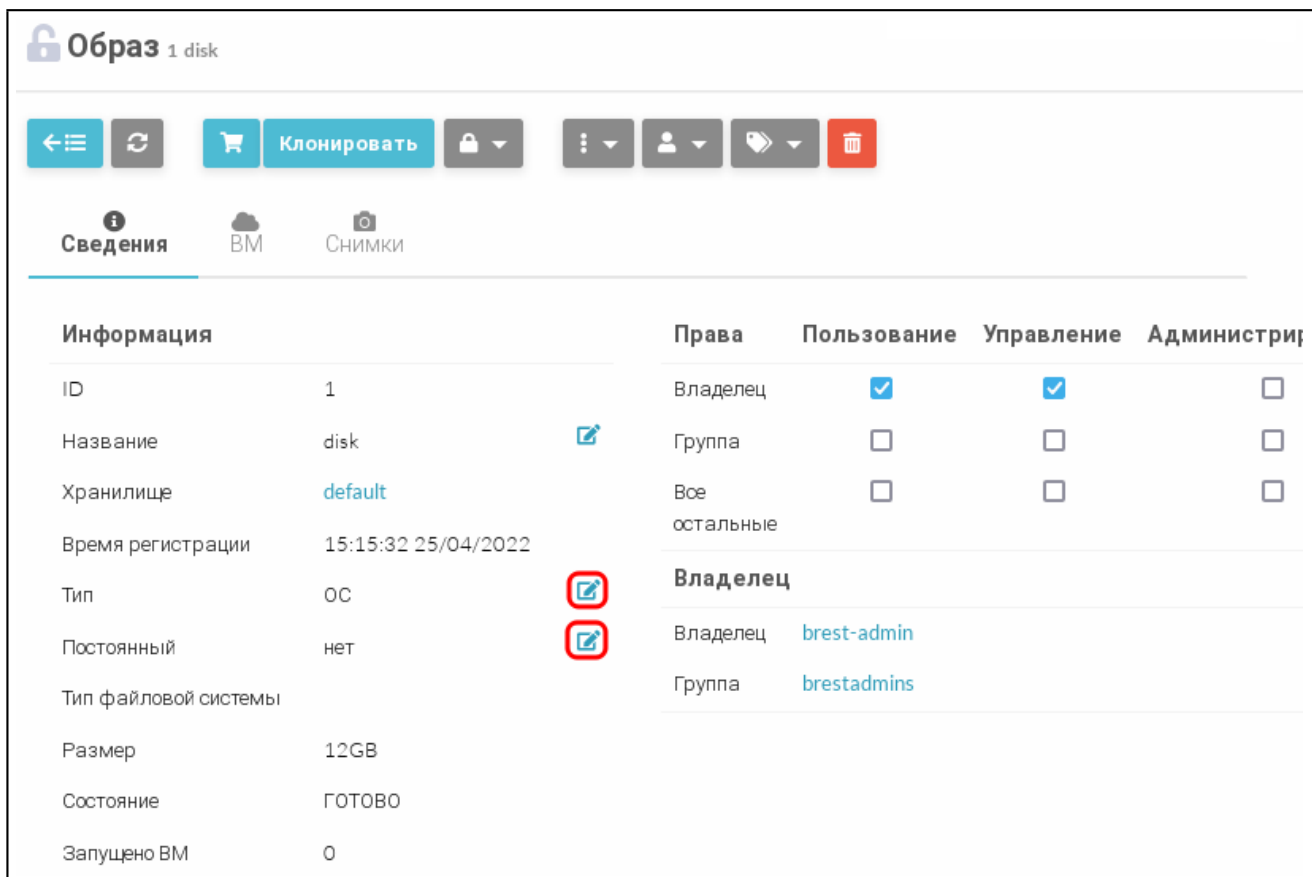 Образ 1 disk
Клонировать
Сведения ВМ Снимки
Информация
ID 1
Название disk
Хранилище default
Время регистрации 15:15:32 25/04/2022
Тип ОС
Постоянный нет
Тип файловой системы
Размер 12GB
Состояние ГОТОВО
Запущено ВМ 0
Права Пользование Управление Администрир
Владелец
Группа
Все
остальные
Владелец
Владелец brest-admin
Группа brestadmins